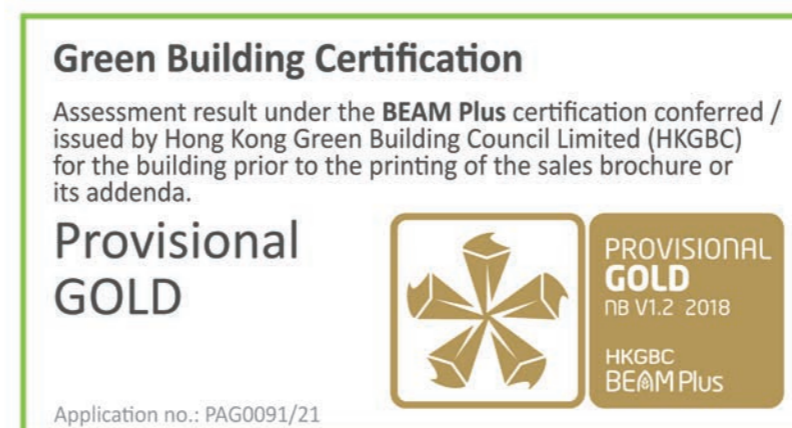 Green Building Certification
Assessment result under the BEAM Plus certification conferred /
issued by Hong Kong Green Building Council Limited (HKGBC)
for the building prior to the printing of the sales brochure or
its addenda.
Provisional
GOLD
PROVISIONAL
GOLD
NB V1.2 2018
HKGBC
BEAM Plus
Application no.: PAG0091/21